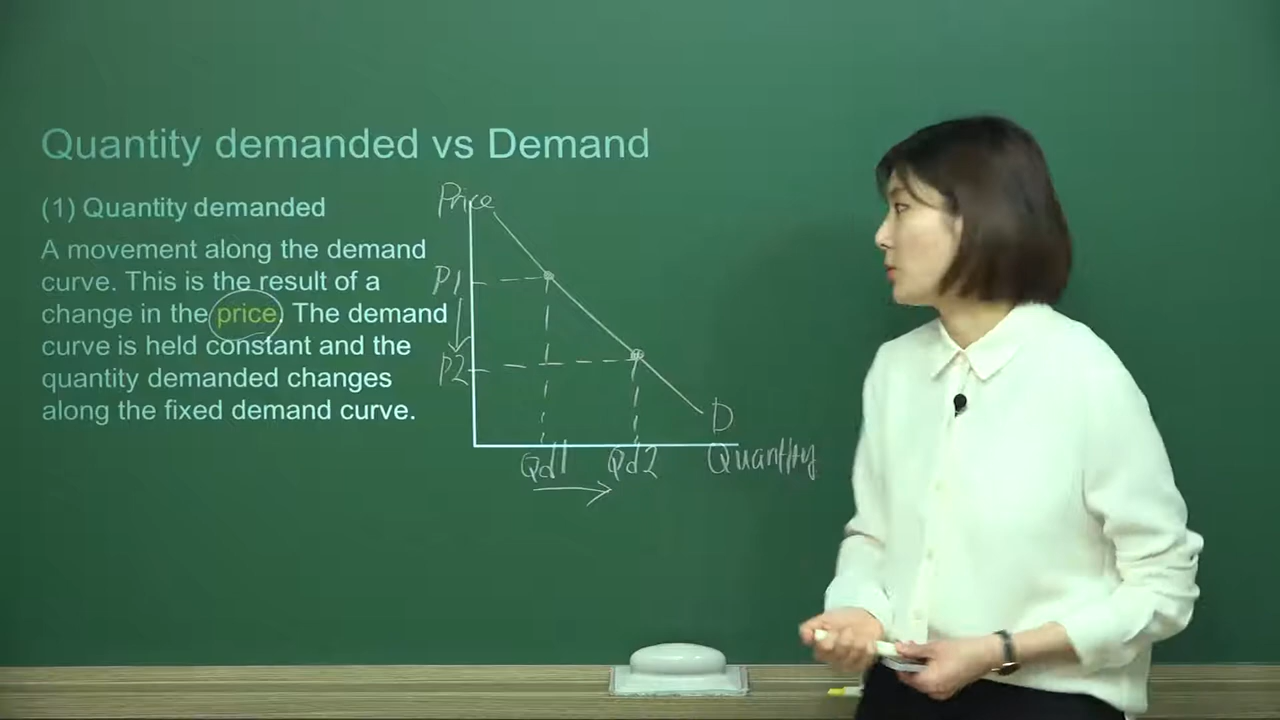 Quantity demanded vs Demand
(1) Quantity demanded
A movement along the demand
curve. This is the result of a
change in the price. The demand
curve is held constant and the
quantity demanded changes
along the fixed demand curve.
Price
P1
P2
D
Qd1 Qd2 Quantity